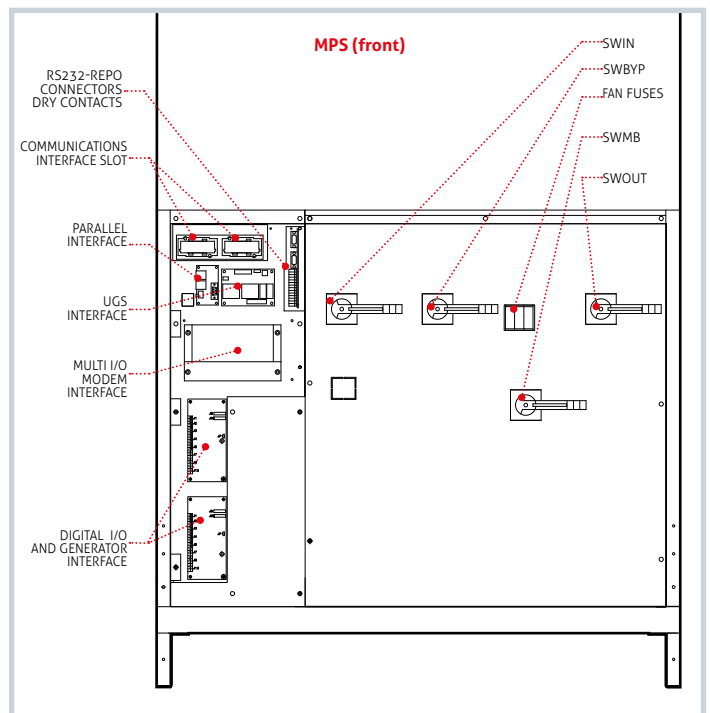 MPS (front)
RS232-REPO
CONNECTORS
DRY CONTACTS
COMMUNICATIONS
INTERFACE SLOT
PARALLEL
INTERFACE
UGS
INTERFACE
MULTI I/O
MODEM
INTERFACE
DIGITAL I/O
AND GENERATOR
INTERFACE
SWIN
SWBYP
FAN FUSES
SWMB
SWOUT